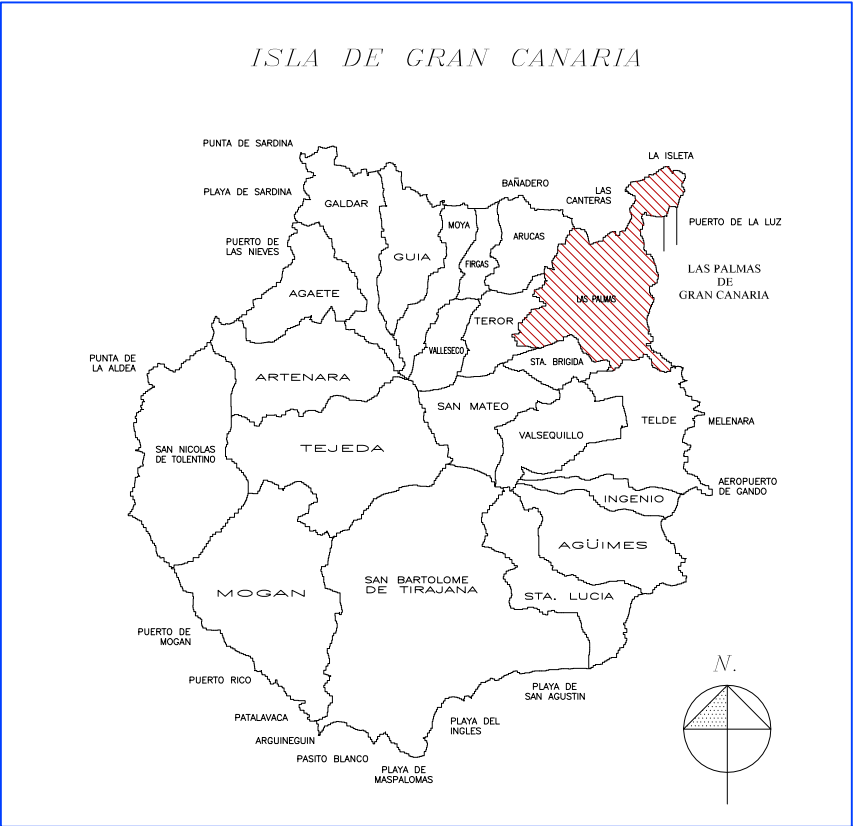 ISLA DE GRAN CANARIA
PUNTA DE SARDINA
LA ISLETA
PLAYA DE SARDINA
GALDAR
BAÑADERO
LAS
CANTERAS
MOYA
ARUCAS
PUERTO DE LA LUZ
PUERTO DE
LAS NIEVES
GUIA
FIRGAS
LAS PALMAS
DE
GRAN CANARIA
AGAETE
LAS PALMAS
TEROR
VALLESECO
PUNTA DE
LA ALDEA
STA. BRIGIDA
ARTENARA
SAN MATEO
TELDE
MELENARA
VALSEQUILLO
SAN NICOLAS
DE TOLENTINO
TEJEDA
AEROPUERTO
DE GANDO
INGENIO
AGÜIMES
SAN BARTOLOME
DE TIRAJANA
MOGAN
STA. LUCIA
PUERTO DE
MOGAN
N.
PUERTO RICO
PLAYA DE
SAN AGUSTIN
PATALAVACA
PLAYA DEL
INGLES
ARGUINEGUIN
PASITO BLANCO
PLAYA DE
MASPALOMAS